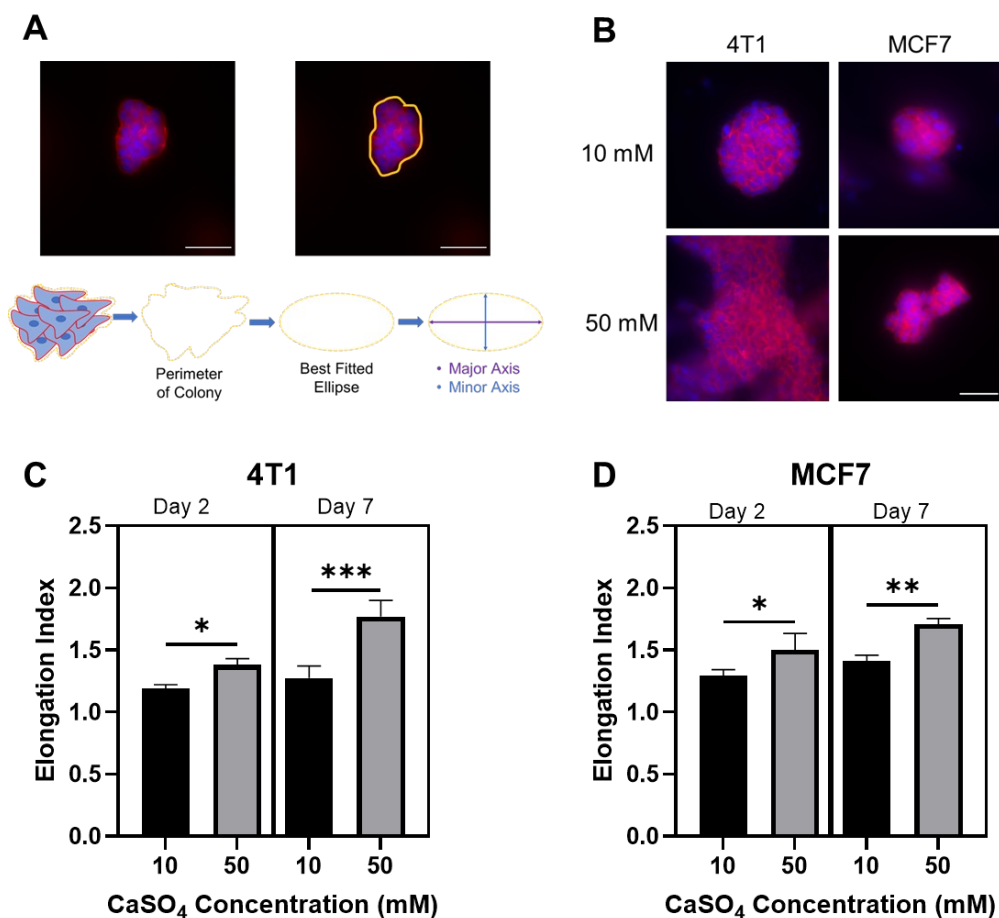 A
Perimeter
of Colony
Best Fitted
Ellipse
• Major Axis
• Minor Axis
B
4T1 MCF7
10 mM
50 mM
C
4T1
Day 2 Day 7
Elongation Index
2.5
2.0
1.5
1.0
0.5
0.0
* ***
10 50 10 50
CaSO₄ Concentration (mM)
D
MCF7
Day 2 Day 7
Elongation Index
2.5
2.0
1.5
1.0
0.5
0.0
* **
10 50 10 50
CaSO₄ Concentration (mM)